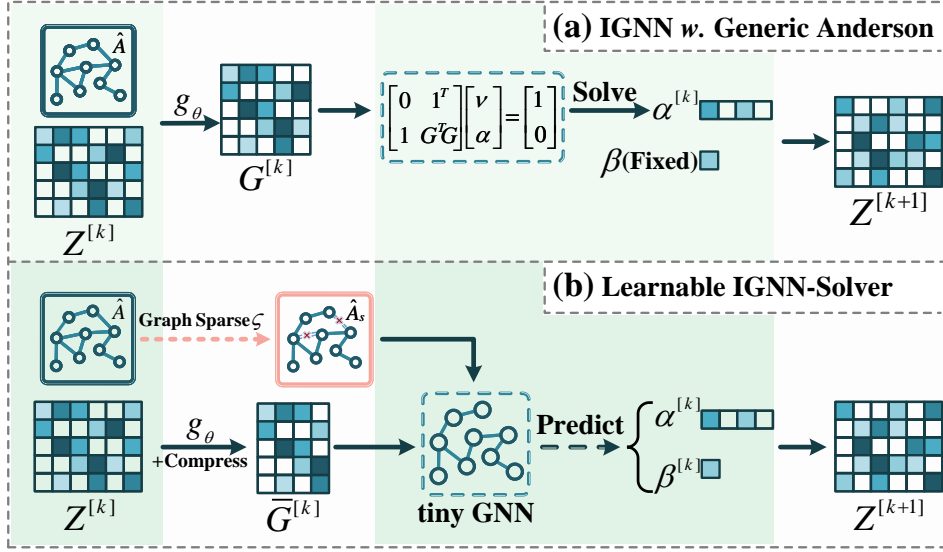 (a) IGNN w. Generic Anderson
Â
g_θ
Z^[k]
G^[k]
[0 1^T; 1 G^TG] [ν; α] = [1; 0]
Solve
α^[k]
β(Fixed)
Z^[k+1]
(b) Learnable IGNN-Solver
Â
Graph Sparse ς
Â_s
g_θ
+Compress
Z^[k]
G̅^[k]
tiny GNN
Predict
α^[k]
β^[k]
Z^[k+1]